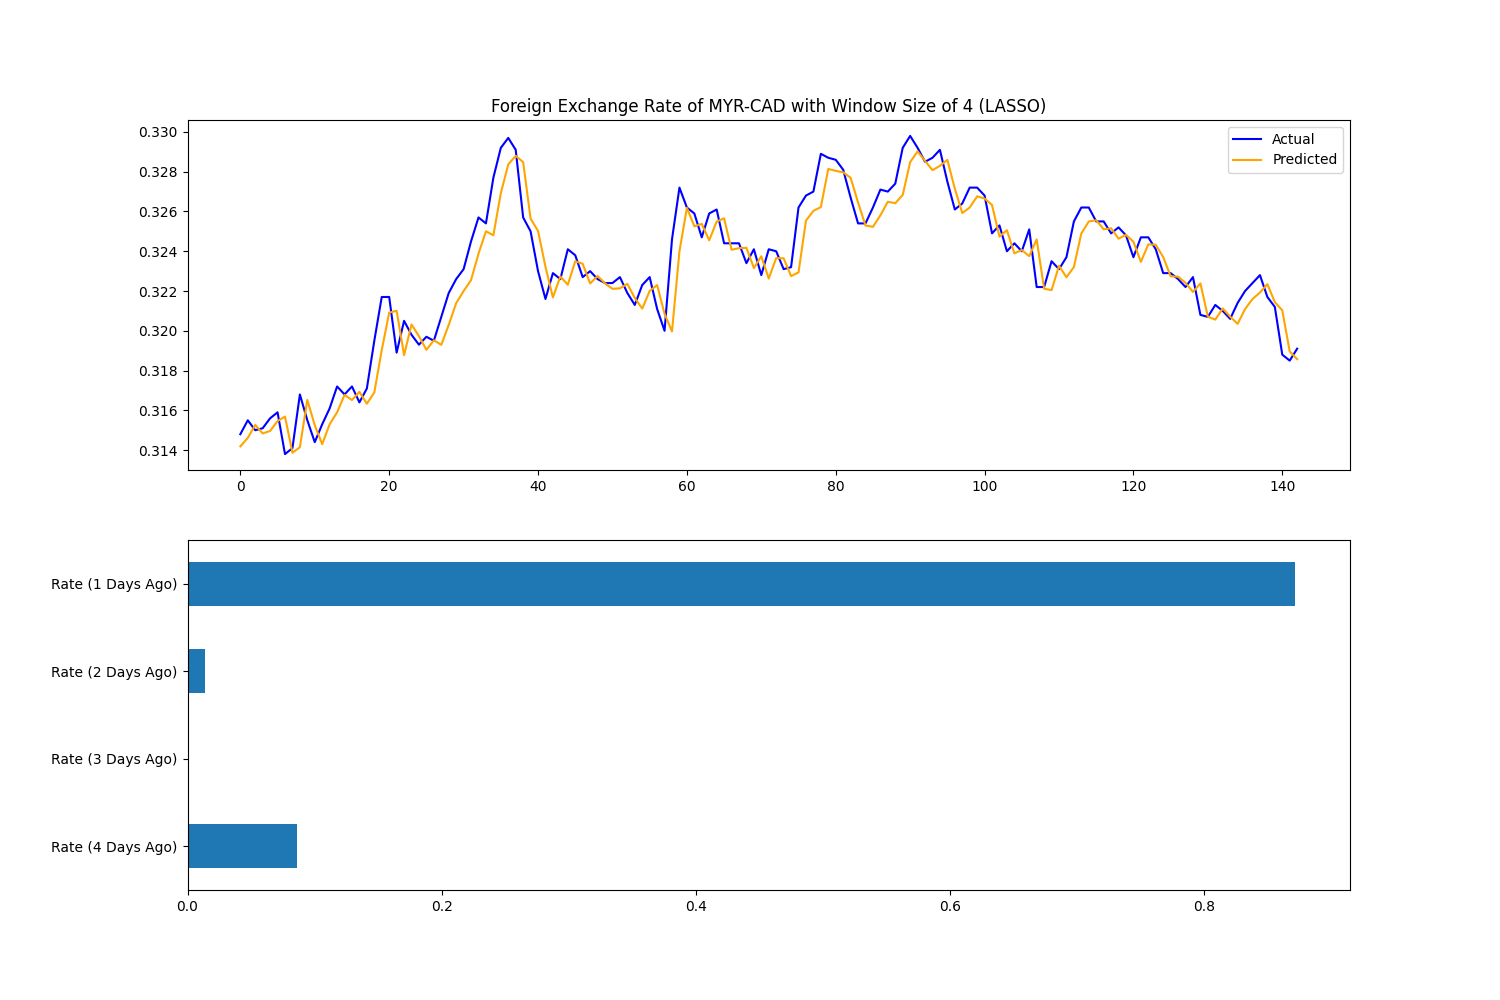 Foreign Exchange Rate of MYR-CAD with Window Size of 4 (LASSO)
0.330
0.328
0.326
0.324
0.322
0.320
0.318
0.316
0.314
Actual
Predicted
0 20 40 60 80 100 120 140
Rate (1 Days Ago)
Rate (2 Days Ago)
Rate (3 Days Ago)
Rate (4 Days Ago)
0.0 0.2 0.4 0.6 0.8